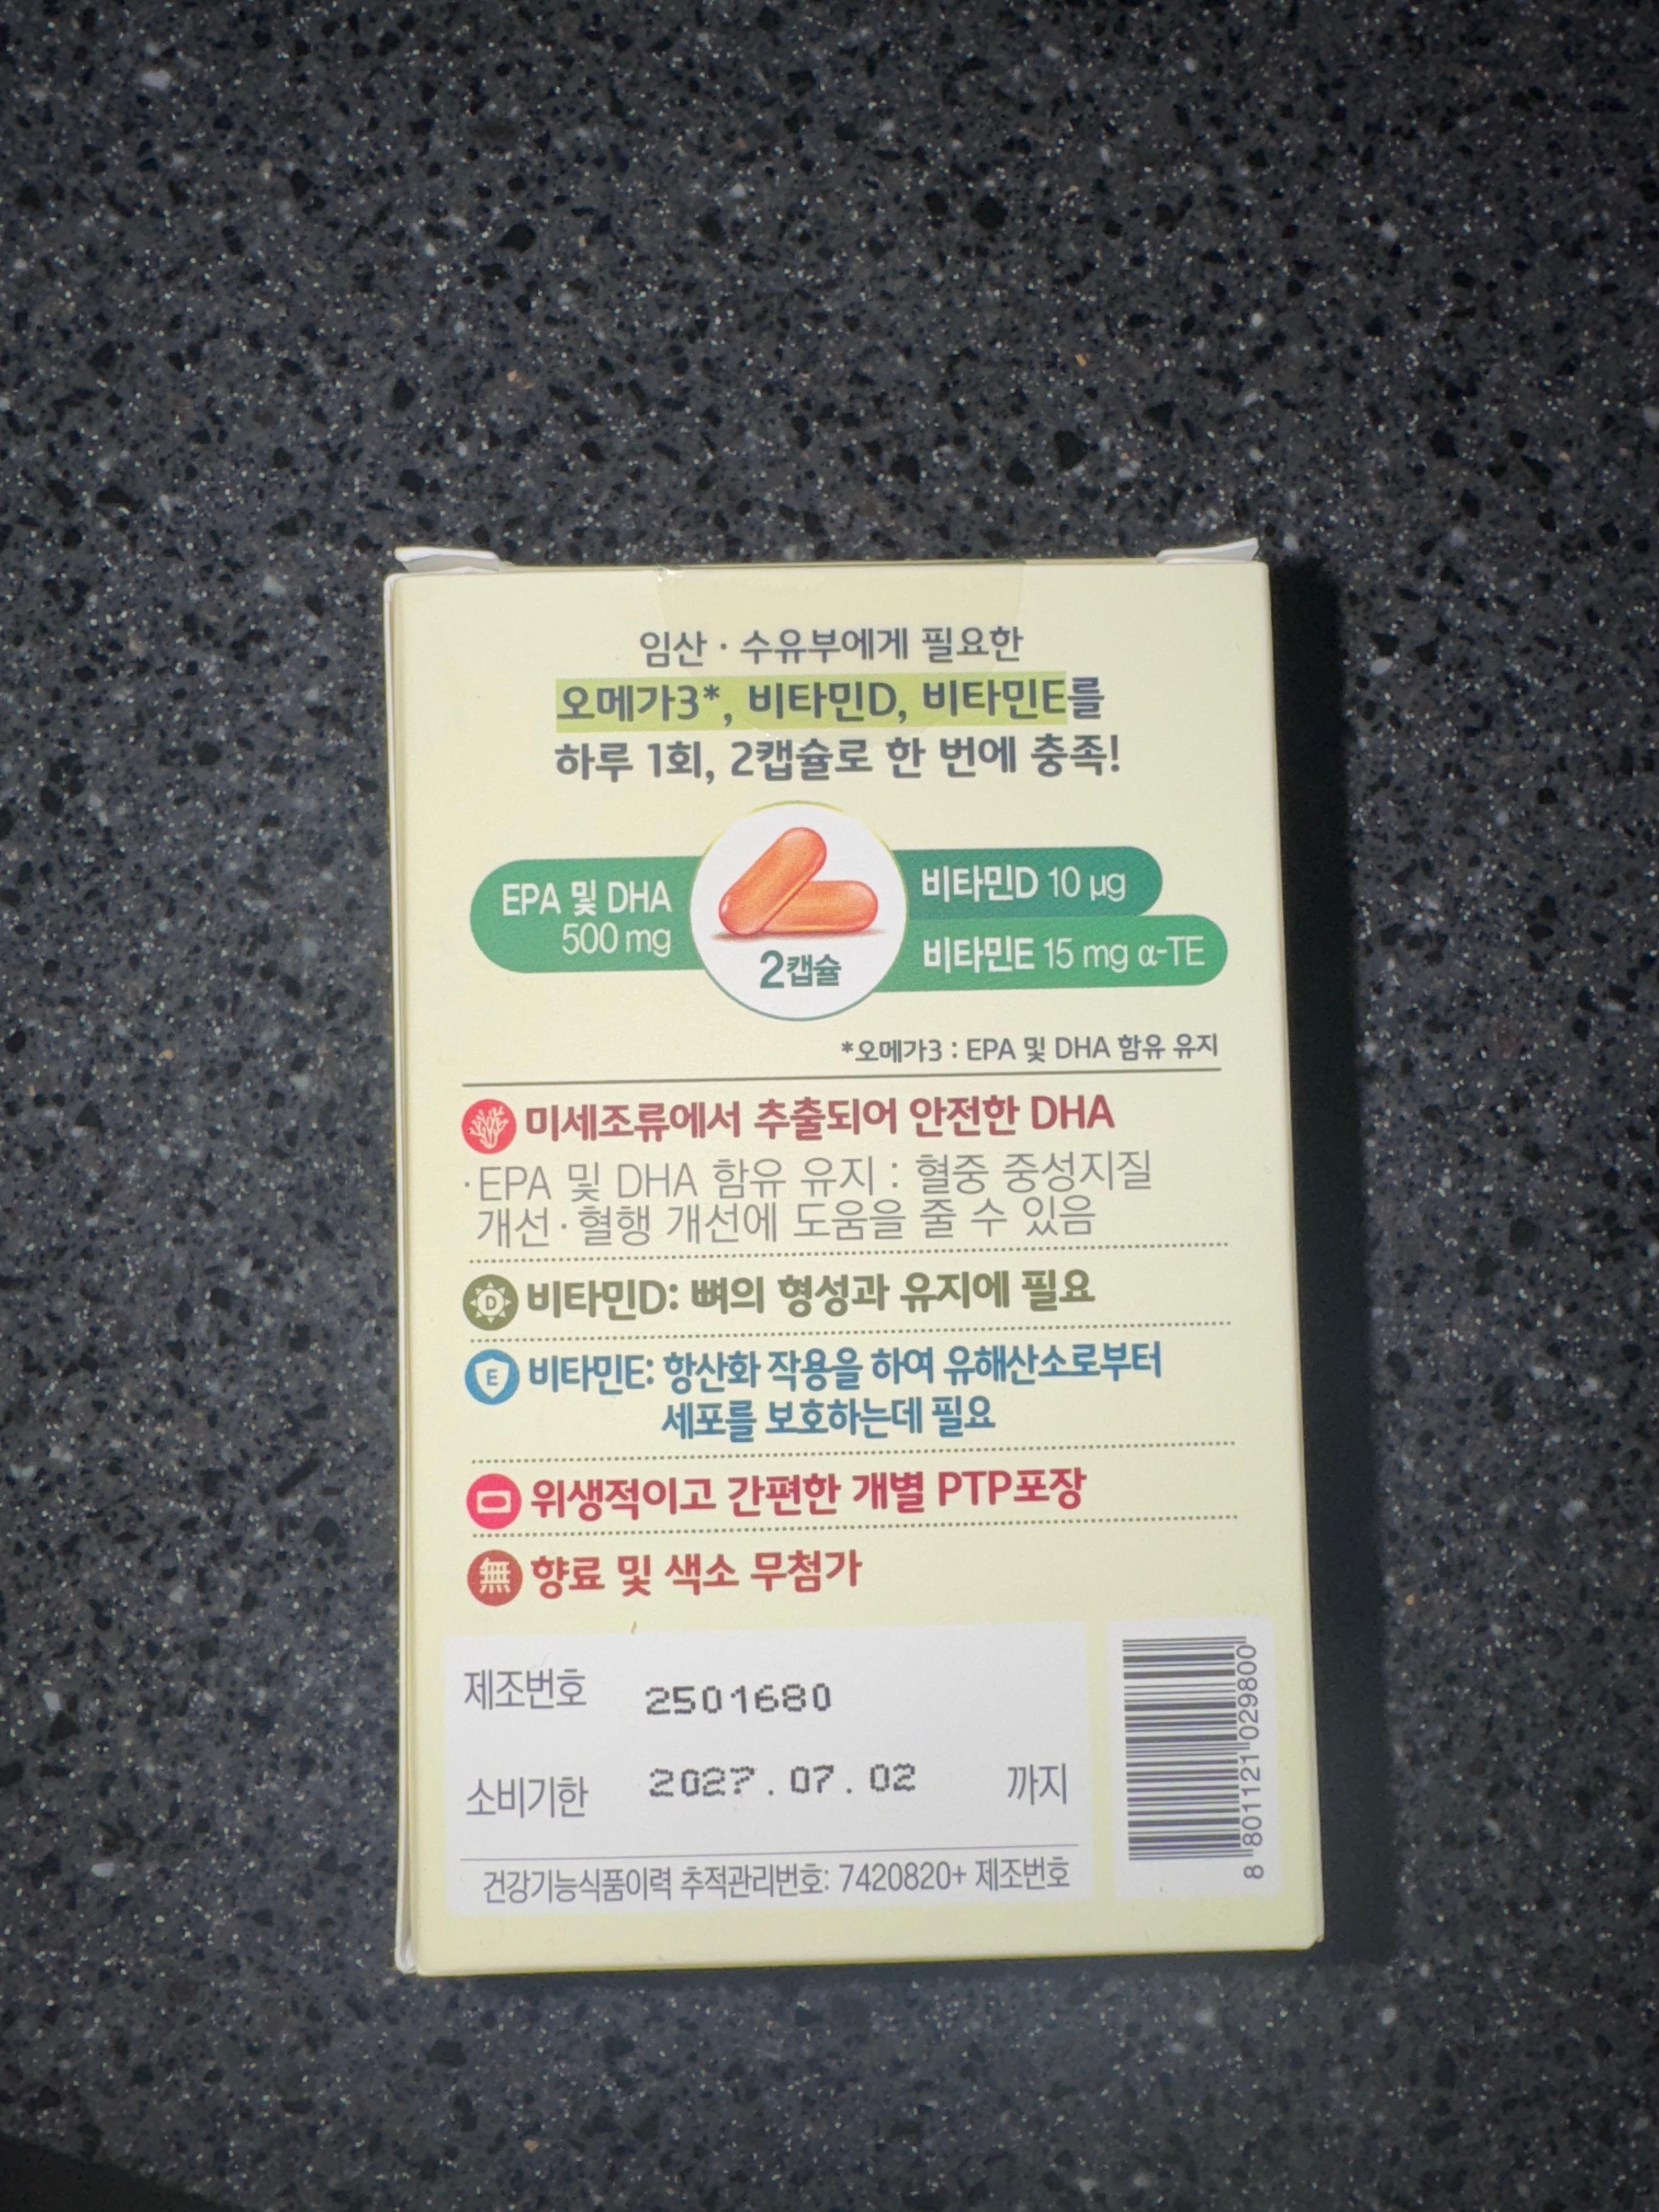 임산 · 수유부에게 필요한
오메가3*, 비타민D, 비타민E를
하루 1회, 2캡슐로 한 번에 충족!
EPA 및 DHA
500 mg
2캡슐
비타민D 10 µg
비타민E 15 mg α-TE
*오메가3 : EPA 및 DHA 함유 유지
미세조류에서 추출되어 안전한 DHA
· EPA 및 DHA 함유 유지 : 혈중 중성지질
개선 · 혈행 개선에 도움을 줄 수 있음
D 비타민D: 뼈의 형성과 유지에 필요
E 비타민E: 항산화 작용을 하여 유해산소로부터
세포를 보호하는데 필요
위생적이고 간편한 개별 PTP포장
無 향료 및 색소 무첨가
제조번호 2501680
소비기한 2027.07.02 까지
건강기능식품이력 추적관리번호: 7420820+ 제조번호
8 801121 029800